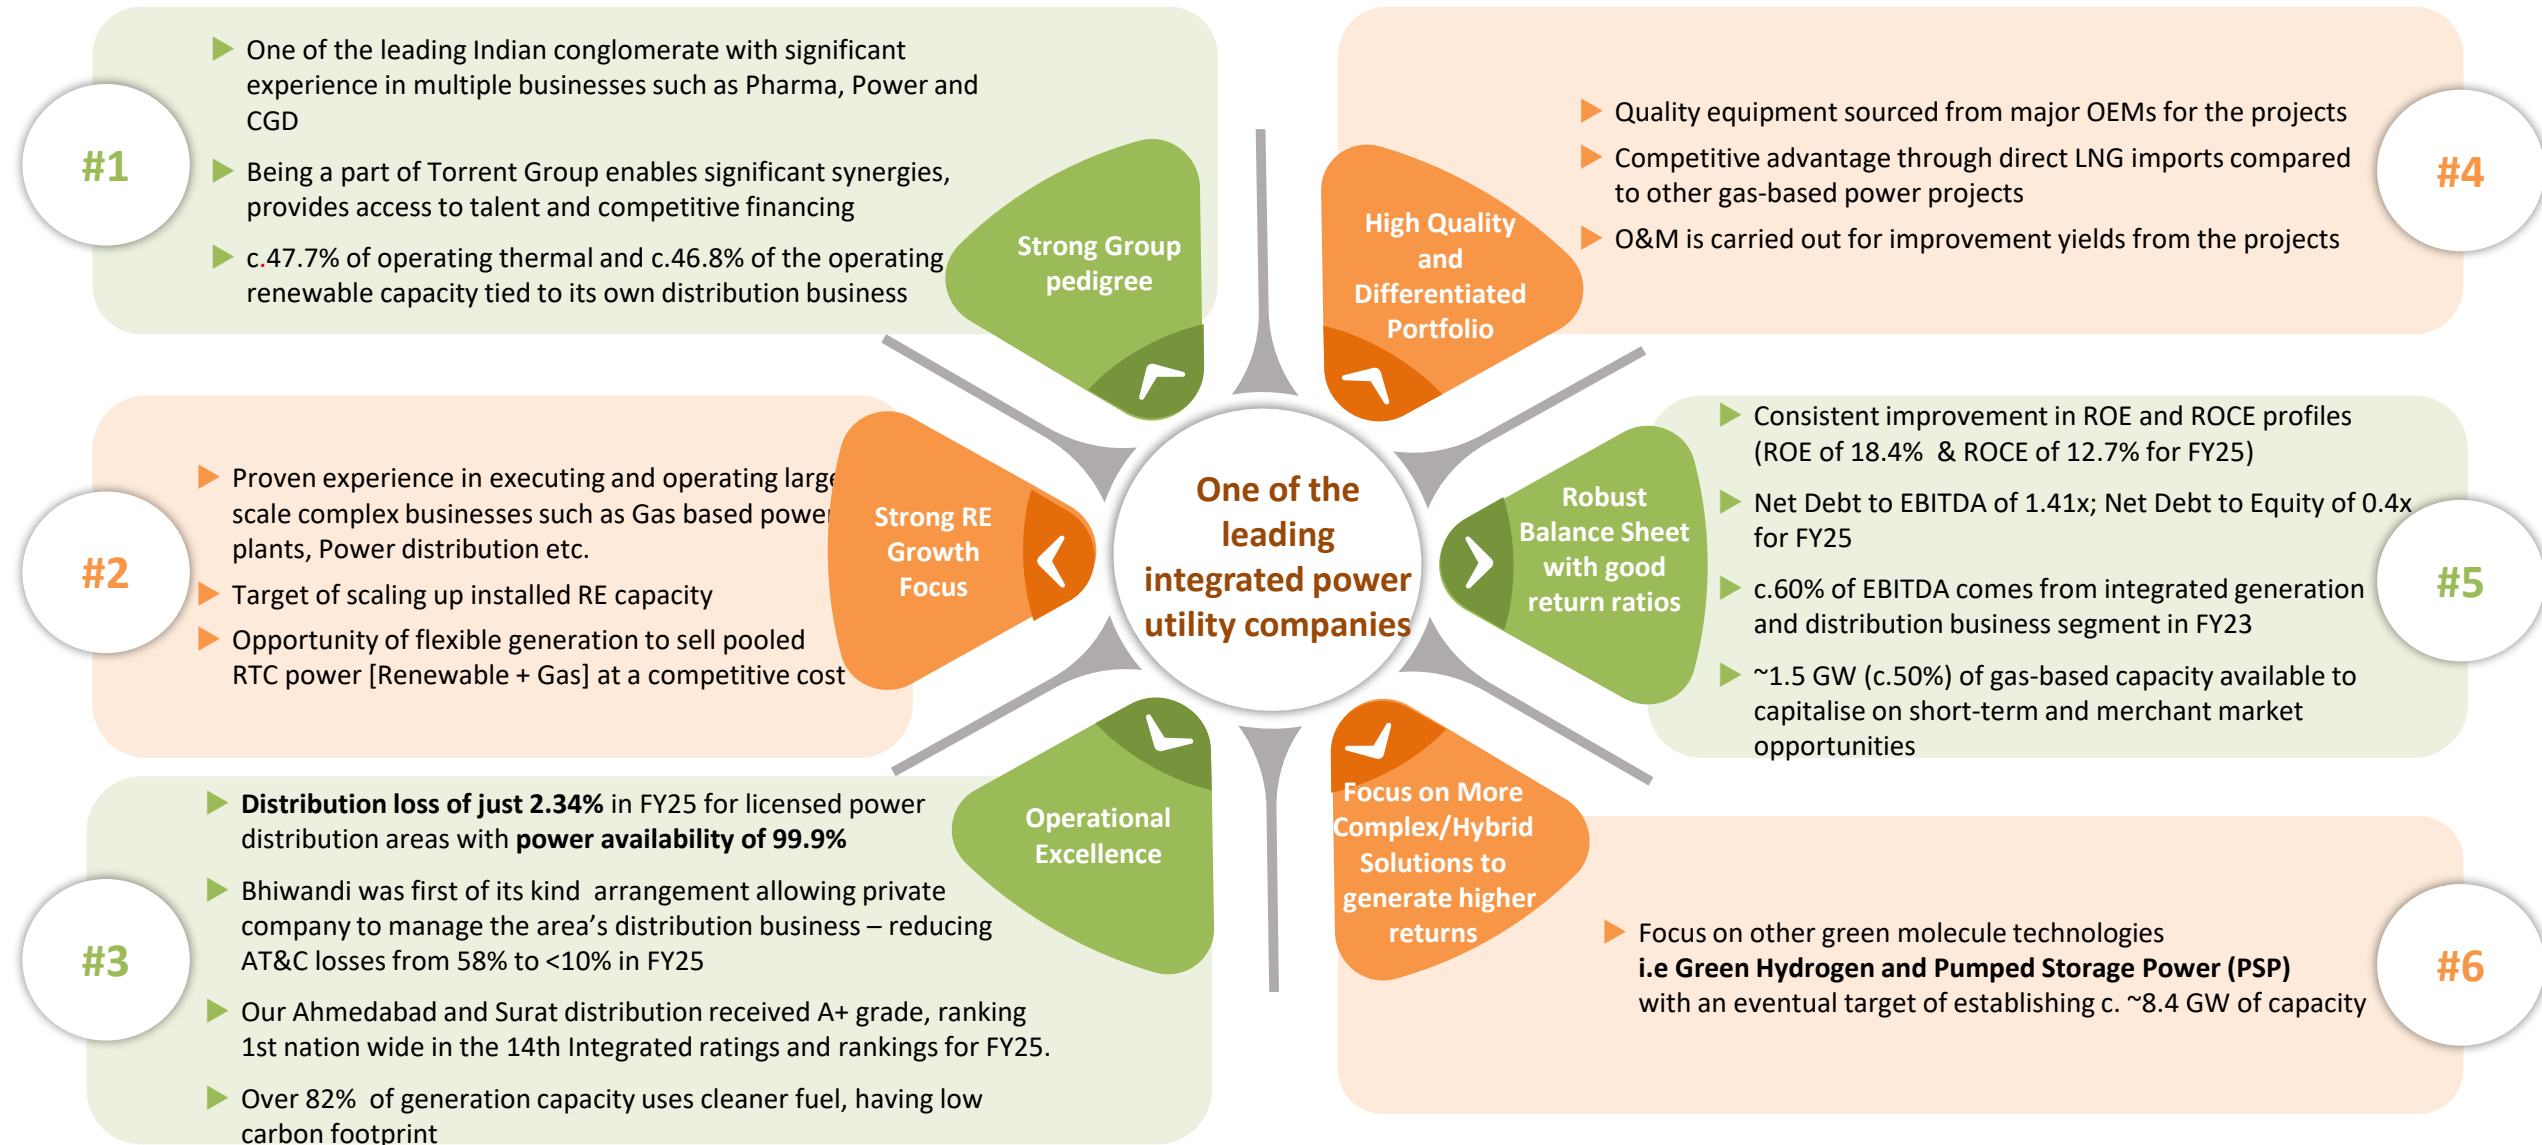 #1
One of the leading Indian conglomerate with significant
experience in multiple businesses such as Pharma, Power and
CGD
Being a part of Torrent Group enables significant synergies,
provides access to talent and competitive financing
c.47.7% of operating thermal and c.46.8% of the operating
renewable capacity tied to its own distribution business
Strong Group
pedigree
#2
Proven experience in executing and operating large
scale complex businesses such as Gas based power
plants, Power distribution etc.
Target of scaling up installed RE capacity
Opportunity of flexible generation to sell pooled
RTC power [Renewable + Gas] at a competitive cost
Strong RE
Growth
Focus
#3
Distribution loss of just 2.34% in FY25 for licensed power
distribution areas with power availability of 99.9%
Bhiwandi was first of its kind  arrangement allowing private
company to manage the area's distribution business – reducing
AT&C losses from 58% to <10% in FY25
Our Ahmedabad and Surat distribution received A+ grade, ranking
1st nation wide in the 14th Integrated ratings and rankings for FY25.
Over 82%  of generation capacity uses cleaner fuel, having low
carbon footprint
Operational
Excellence
One of the
leading
integrated power
utility companies
High Quality
and
Differentiated
Portfolio
Quality equipment sourced from major OEMs for the projects
Competitive advantage through direct LNG imports compared
to other gas-based power projects
O&M is carried out for improvement yields from the projects
#4
Robust
Balance Sheet
with good
return ratios
Consistent improvement in ROE and ROCE profiles
(ROE of 18.4%  & ROCE of 12.7% for FY25)
Net Debt to EBITDA of 1.41x; Net Debt to Equity of 0.4x
for FY25
c.60% of EBITDA comes from integrated generation
and distribution business segment in FY23
~1.5 GW (c.50%) of gas-based capacity available to
capitalise on short-term and merchant market
opportunities
#5
Focus on More
Complex/Hybrid
Solutions to
generate higher
returns
Focus on other green molecule technologies
i.e Green Hydrogen and Pumped Storage Power (PSP)
with an eventual target of establishing c. ~8.4 GW of capacity
#6